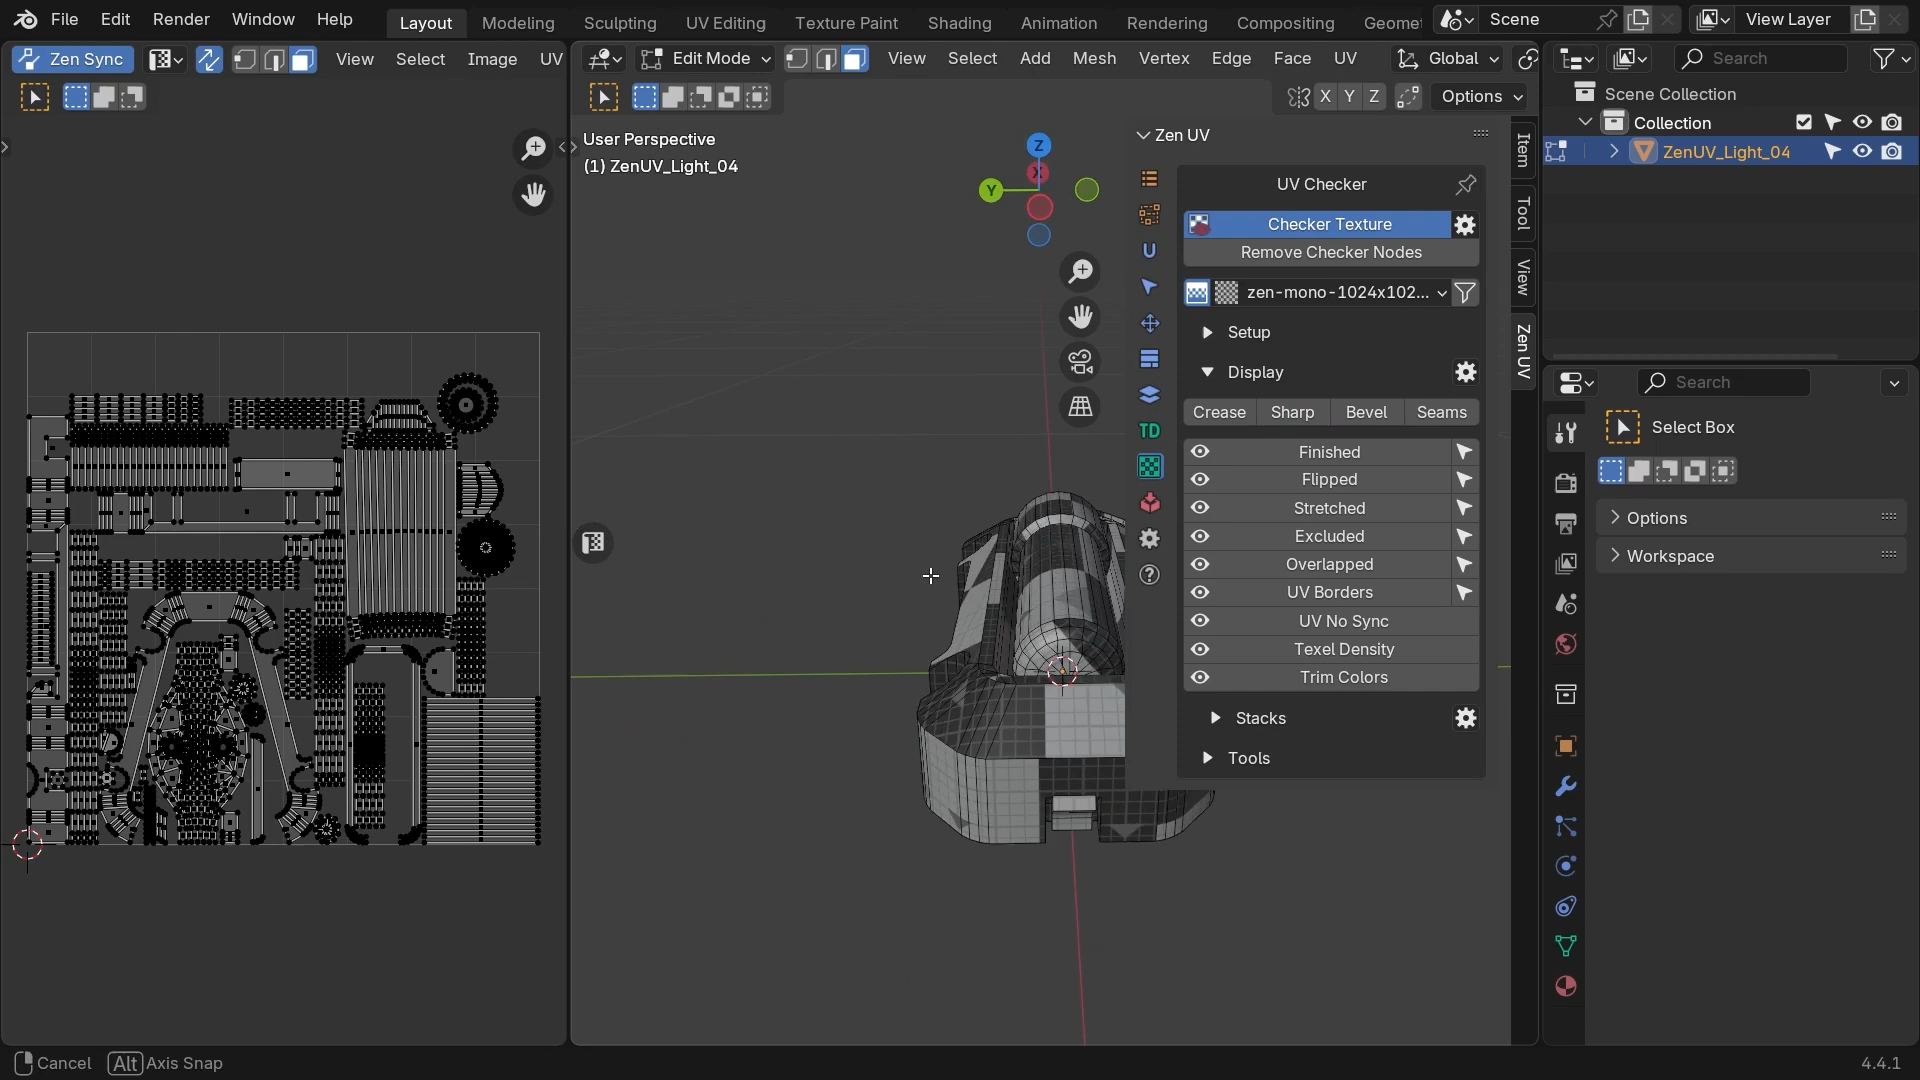 File Edit Render Window Help Layout Modeling Sculpting UV Editing Texture Paint Shading Animation Rendering Compositing Scene View Layer
Zen Sync View Select Image UV Edit Mode View Select Add Mesh Vertex Edge Face UV Global Search
X Y Z Options
Scene Collection
Collection
ZenUV_Light_04
User Perspective
(1) ZenUV_Light_04
Z
X
Y
Zen UV
UV Checker
Checker Texture
Remove Checker Nodes
zen-mono-1024x102...
Setup
Display
Crease Sharp Bevel Seams
Finished
Flipped
Stretched
Excluded
Overlapped
UV Borders
UV No Sync
Texel Density
Trim Colors
Stacks
Tools
TD
Item
Tool
View
Zen UV
Search
Select Box
Options
Workspace
Cancel Alt Axis Snap 4.4.1